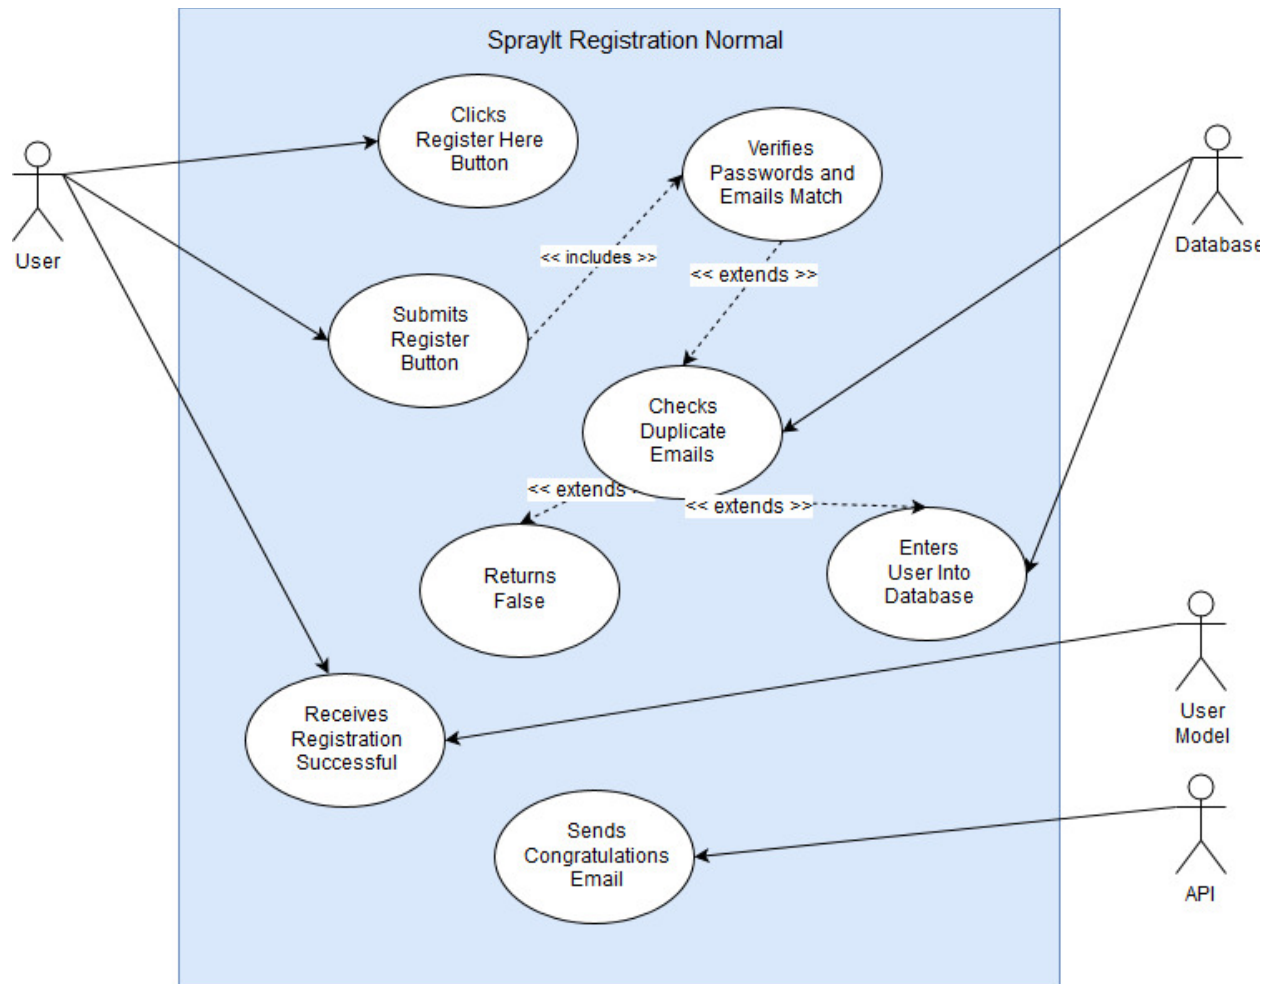 SprayIt Registration Normal
Clicks
Register Here
Button
Verifies
Passwords and
Emails Match
User
Database
<< includes >>
<< extends >>
Submits
Register
Button
Checks
Duplicate
Emails
<< extends
<< extends >>
Returns
False
Enters
User Into
Database
Receives
Registration
Successful
User
Model
Sends
Congratulations
Email
API